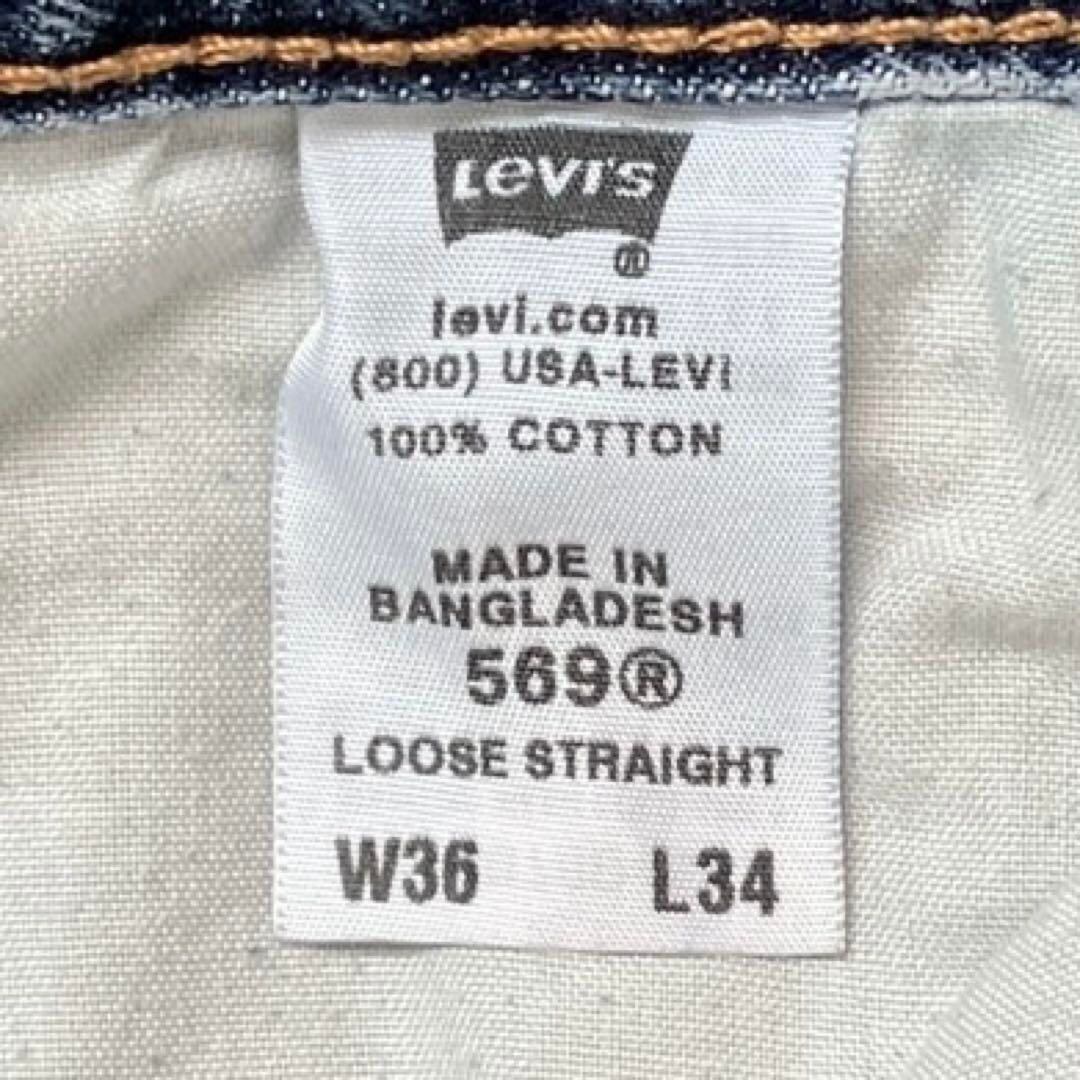 Levi's
®
levi.com
(800) USA-LEVI
100% COTTON
MADE IN
BANGLADESH
569®
LOOSE STRAIGHT
W36 L34